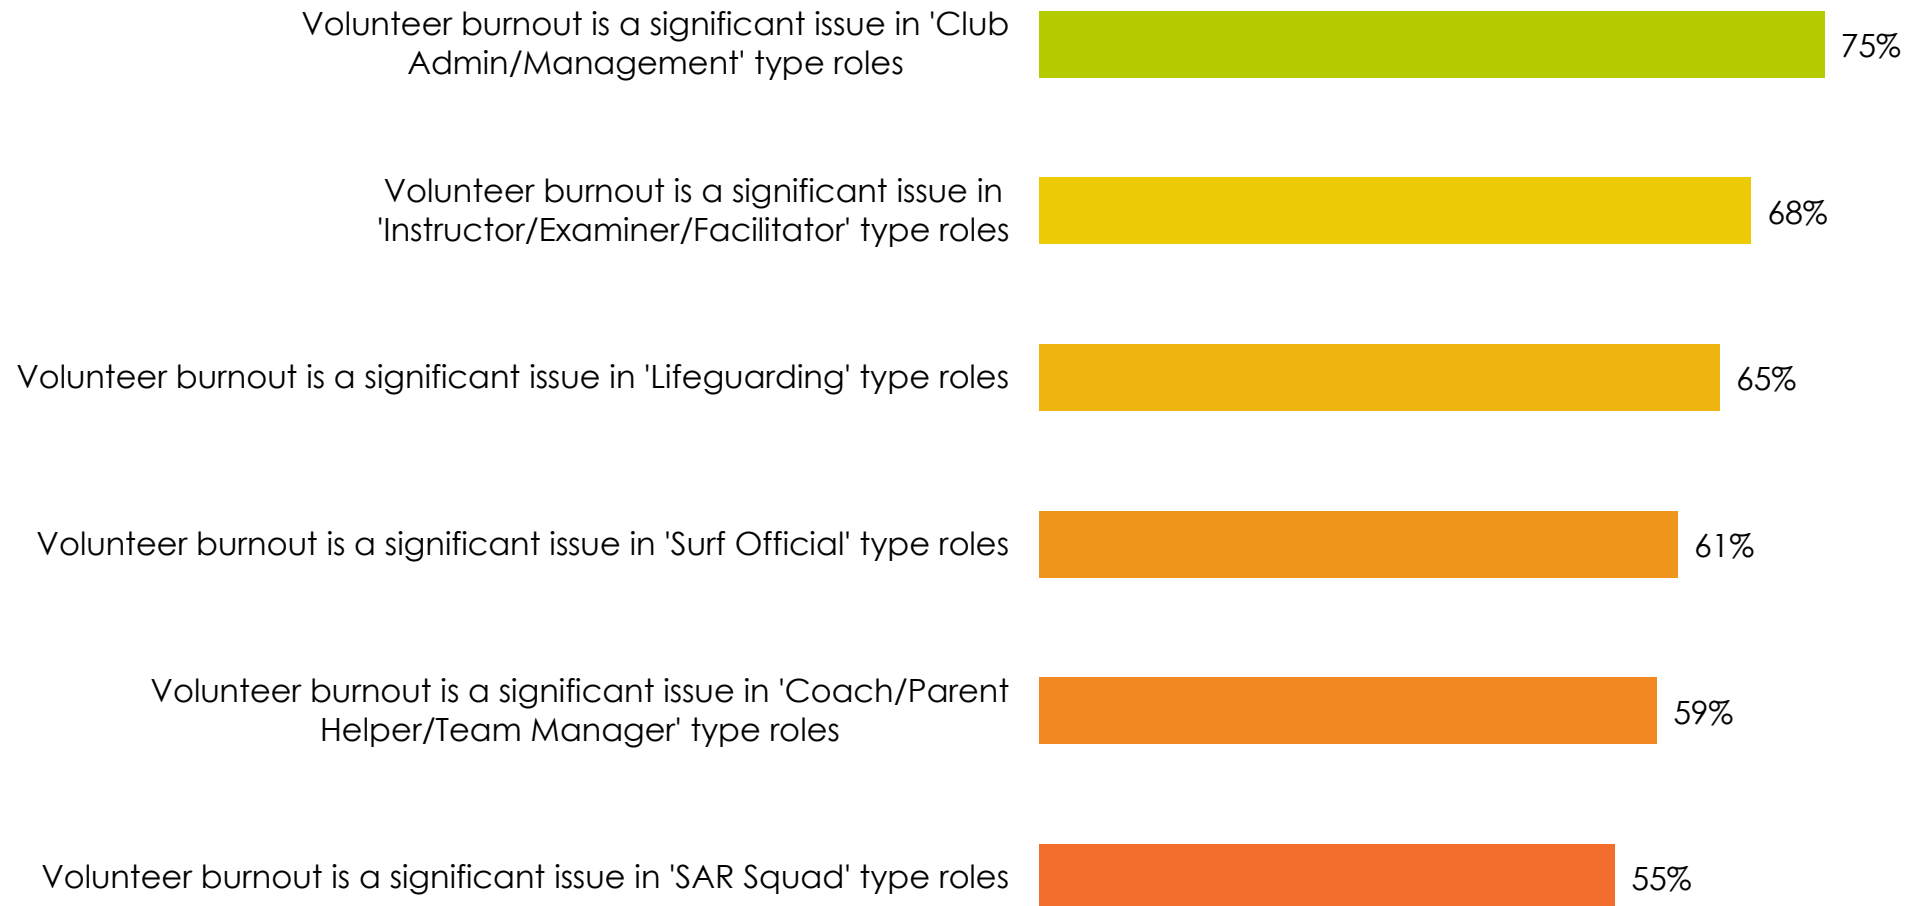 Volunteer burnout is a significant issue in 'Club
Admin/Management' type roles
75%
Volunteer burnout is a significant issue in
'Instructor/Examiner/Facilitator' type roles
68%
Volunteer burnout is a significant issue in 'Lifeguarding' type roles
65%
Volunteer burnout is a significant issue in 'Surf Official' type roles
61%
Volunteer burnout is a significant issue in 'Coach/Parent
Helper/Team Manager' type roles
59%
Volunteer burnout is a significant issue in 'SAR Squad' type roles
55%